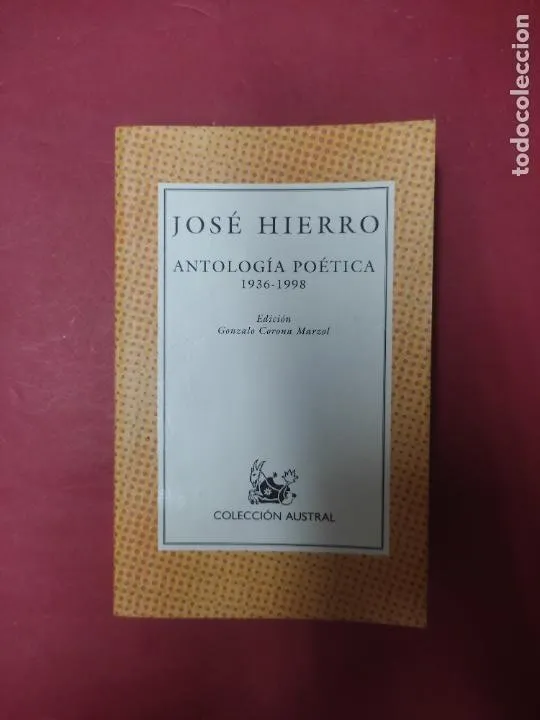 JOSÉ HIERRO
ANTOLOGÍA POÉTICA
1936-1998
Edición
Gonzalo Corona Marzol
COLECCIÓN AUSTRAL
todocoleccion